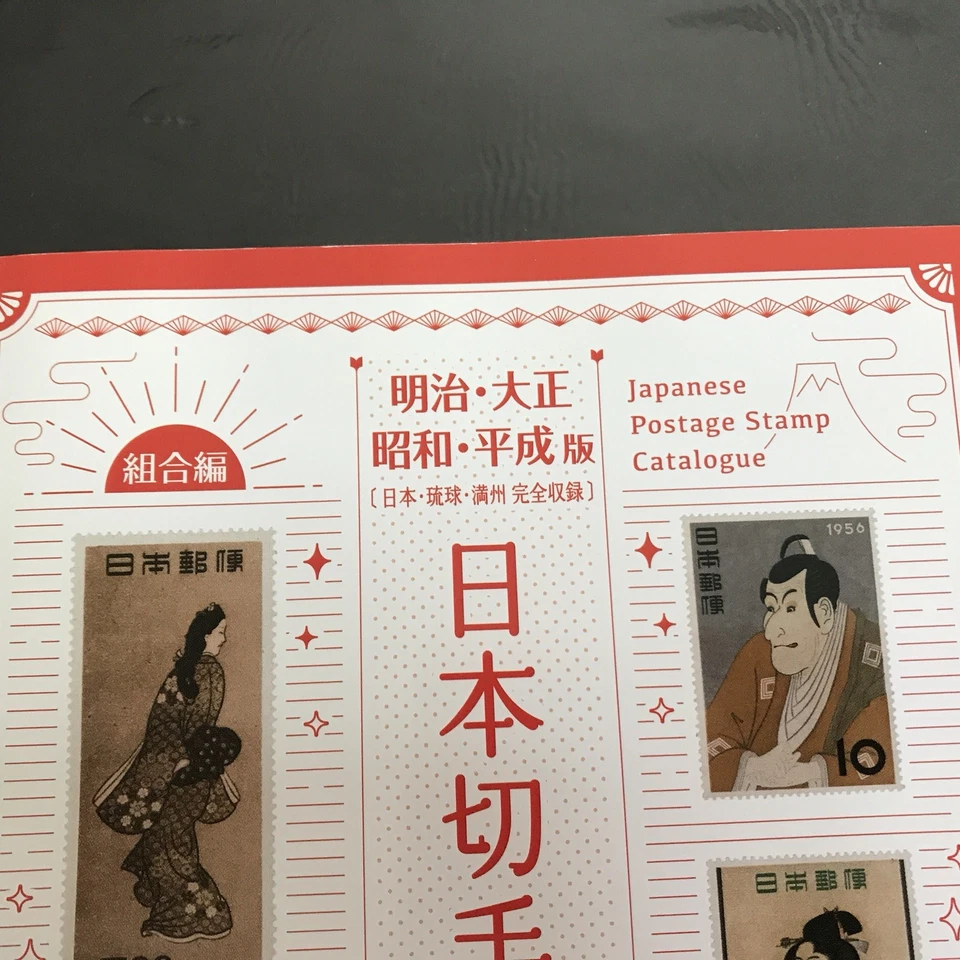 組合編
明治・大正
昭和・平成版
〔日本・琉球・満州 完全収録〕
日本切手
Japanese
Postage Stamp
Catalogue
日本郵便
日本郵便
1956
10
日本郵便